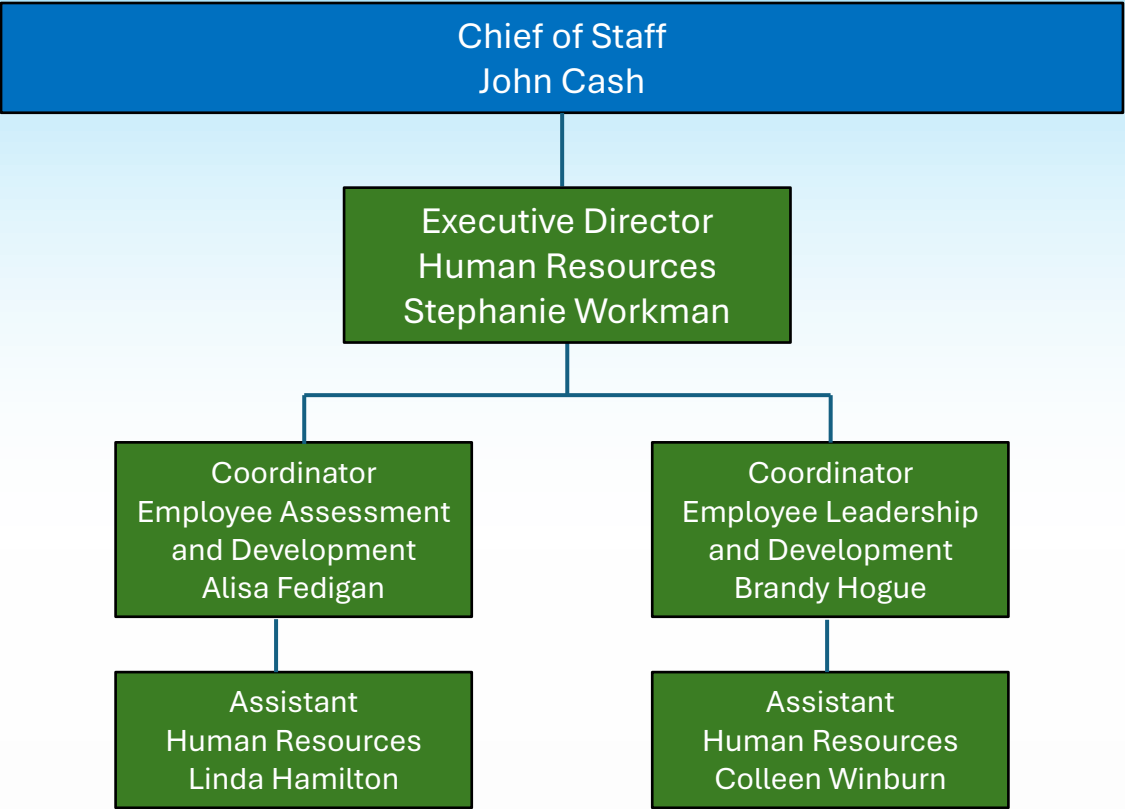 Chief of Staff
John Cash
Executive Director
Human Resources
Stephanie Workman
Coordinator
Employee Assessment
and Development
Alisa Fedigan
Coordinator
Employee Leadership
and Development
Brandy Hogue
Assistant
Human Resources
Linda Hamilton
Assistant
Human Resources
Colleen Winburn